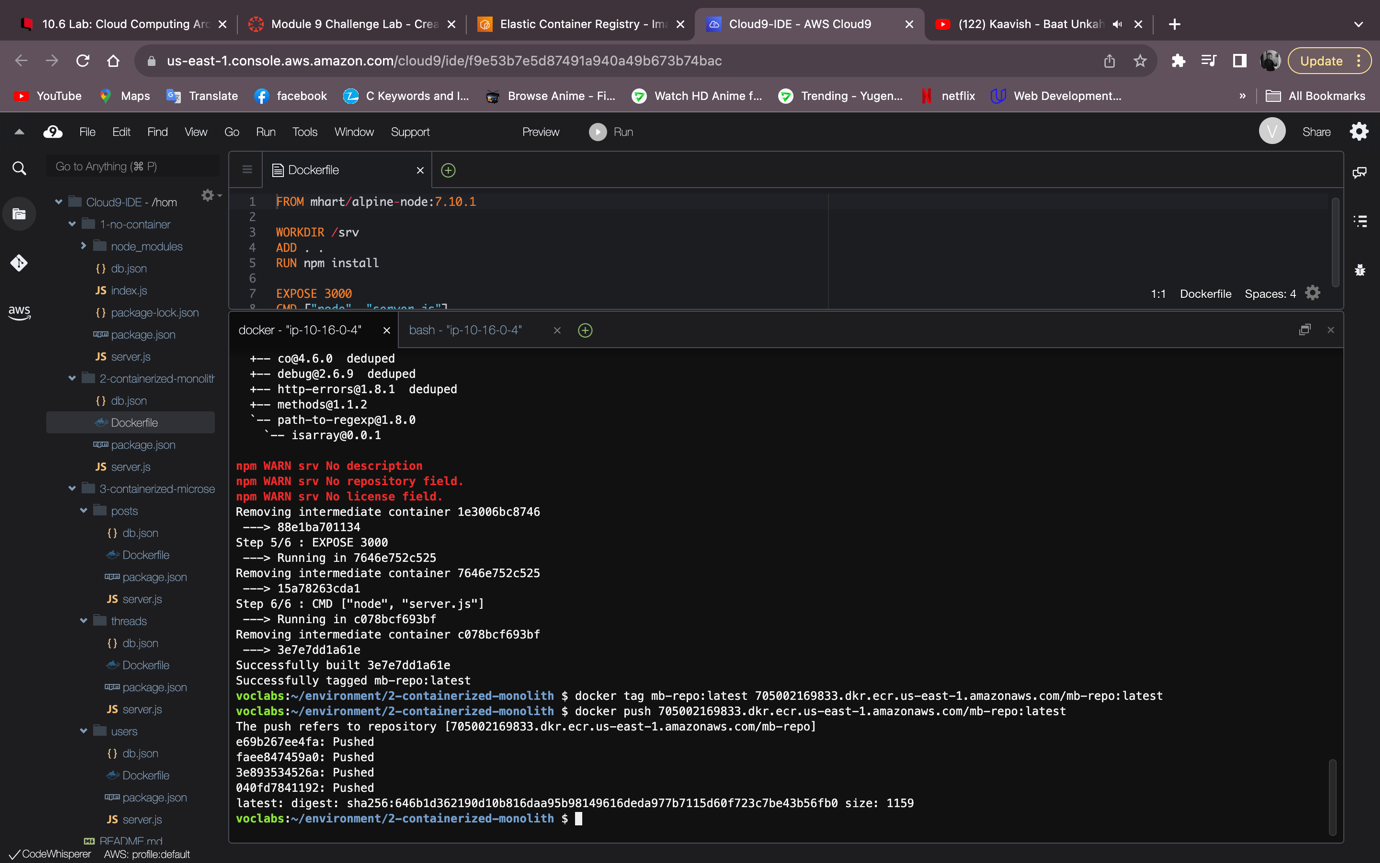 10.6 Lab: Cloud Computing Arc
Module 9 Challenge Lab - Crea
Elastic Container Registry - Ima
Cloud9-IDE - AWS Cloud9
(122) Kaavish - Baat Unkah
us-east-1.console.aws.amazon.com/cloud9/ide/f9e53b7e5d87491a940a49b673b74bac
Update
YouTube
Maps
Translate
facebook
C Keywords and I...
Browse Anime - Fi...
Watch HD Anime f...
Trending - Yugen...
netflix
Web Development...
»
All Bookmarks
9 File Edit Find View Go Run Tools Window Support
Preview
Run
V
Share
Go to Anything (⌘ P)
Dockerfile
Cloud9-IDE - /hom
1-no-container
node_modules
{} db.json
JS index.js
{} package-lock.json
package.json
JS server.js
2-containerized-monolith
{} db.json
Dockerfile
package.json
JS server.js
3-containerized-microse
posts
{} db.json
Dockerfile
package.json
JS server.js
threads
{} db.json
Dockerfile
package.json
JS server.js
users
{} db.json
Dockerfile
package.json
JS server.js
README.md
aws
1 FROM mhart/alpine-node:7.10.1
2
3 WORKDIR /srv
4 ADD . .
5 RUN npm install
6
7 EXPOSE 3000
8 CMD ["node", "server.js"]
1:1 Dockerfile Spaces: 4
docker - "ip-10-16-0-4"
bash - "ip-10-16-0-4"
+-- co@4.6.0 deduped
+-- debug@2.6.9 deduped
+-- http-errors@1.8.1 deduped
+-- methods@1.1.2
`-- path-to-regexp@1.8.0
`-- isarray@0.0.1
npm WARN srv No description
npm WARN srv No repository field.
npm WARN srv No license field.
Removing intermediate container 1e3006bc8746
---> 88e1ba701134
Step 5/6 : EXPOSE 3000
---> Running in 7646e752c525
Removing intermediate container 7646e752c525
---> 15a78263cda1
Step 6/6 : CMD ["node", "server.js"]
---> Running in c078bcf693bf
Removing intermediate container c078bcf693bf
---> 3e7e7dd1a61e
Successfully built 3e7e7dd1a61e
Successfully tagged mb-repo:latest
voclabs:~/environment/2-containerized-monolith $ docker tag mb-repo:latest 705002169833.dkr.ecr.us-east-1.amazonaws.com/mb-repo:latest
voclabs:~/environment/2-containerized-monolith $ docker push 705002169833.dkr.ecr.us-east-1.amazonaws.com/mb-repo:latest
The push refers to repository [705002169833.dkr.ecr.us-east-1.amazonaws.com/mb-repo]
e69b267ee4fa: Pushed
faee847459a0: Pushed
3e893534526a: Pushed
040fd7841192: Pushed
latest: digest: sha256:646b1d362190d10b816daa95b98149616deda977b7115d60f723c7be43b56fb0 size: 1159
voclabs:~/environment/2-containerized-monolith $
CodeWhisperer AWS: profile:default